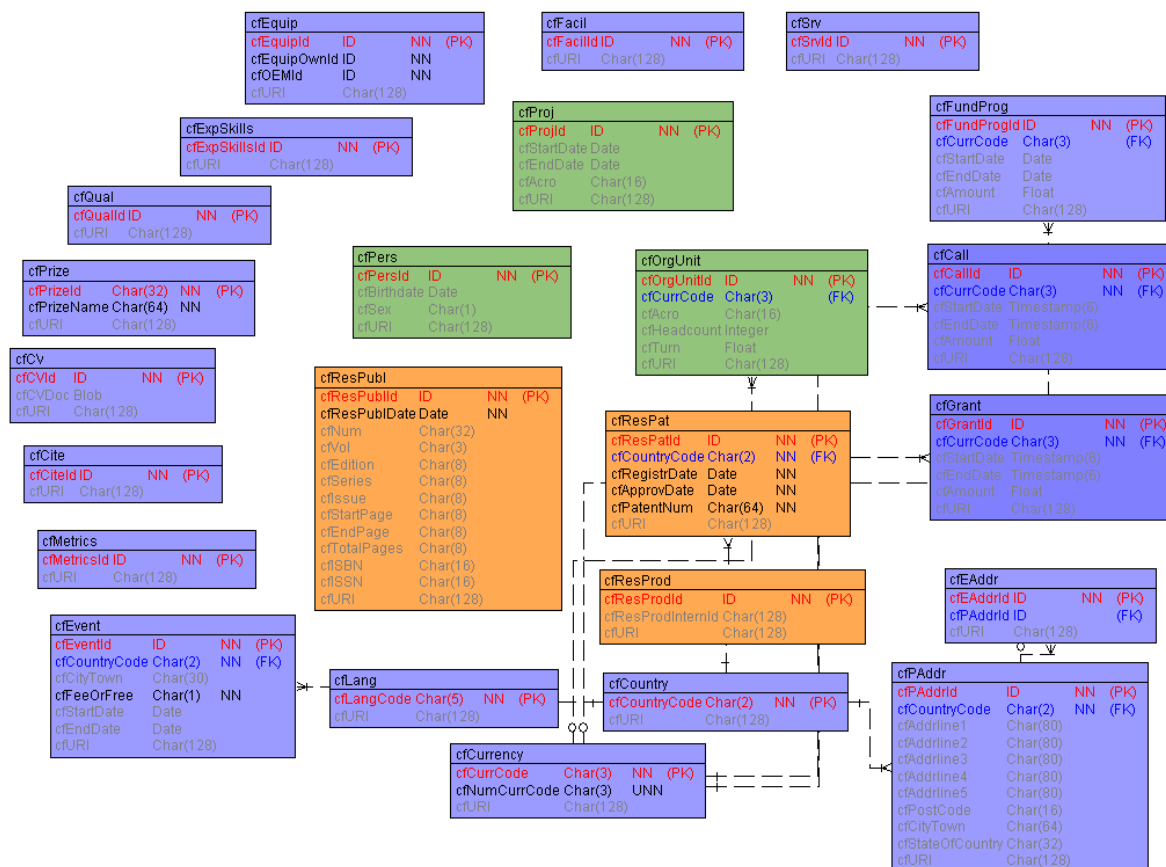 cfEquip
cfEquipId ID NN (PK)
cfEquipOwnId ID NN
cfOEMId ID NN
cfURI Char(128)
cfFacil
cfFacilId ID NN (PK)
cfURI Char(128)
cfSrv
cfSrvId ID NN (PK)
cfURI Char(128)
cfExpSkills
cfExpSkillsId ID NN (PK)
cfURI Char(128)
cfProj
cfProjId ID NN (PK)
cfStartDate Date
cfEndDate Date
cfAcro Char(16)
cfURI Char(128)
cfFundProg
cfFundProgId ID NN (PK)
cfCurrCode Char(3) (FK)
cfStartDate Date
cfEndDate Date
cfAmount Float
cfURI Char(128)
cfQual
cfQualId ID NN (PK)
cfURI Char(128)
cfPrize
cfPrizeId Char(32) NN (PK)
cfPrizeName Char(64) NN
cfURI Char(128)
cfPers
cfPersId ID NN (PK)
cfBirthdate Date
cfSex Char(1)
cfURI Char(128)
cfOrgUnit
cfOrgUnitId ID NN (PK)
cfCurrCode Char(3) (FK)
cfAcro Char(16)
cfHeadcount Integer
cfTurn Float
cfURI Char(128)
cfCall
cfCallId ID NN (PK)
cfCurrCode Char(3) NN (FK)
cfStartDate Timestamp(6)
cfEndDate Timestamp(6)
cfAmount Float
cfURI Char(128)
cfCV
cfCVId ID NN (PK)
cfCVDoc Blob
cfURI Char(128)
cfResPubl
cfResPublId ID NN (PK)
cfResPublDate Date NN
cfNum Char(32)
cfVol Char(3)
cfEdition Char(8)
cfSeries Char(8)
cfIssue Char(8)
cfStartPage Char(8)
cfEndPage Char(8)
cfTotalPages Char(8)
cfISBN Char(16)
cfISSN Char(16)
cfURI Char(128)
cfResPat
cfResPatId ID NN (PK)
cfCountryCode Char(2) NN (FK)
cfRegistrDate Date NN
cfApprovDate Date NN
cfPatentNum Char(64) NN
cfURI Char(128)
cfGrant
cfGrantId ID NN (PK)
cfCurrCode Char(3) NN (FK)
cfStartDate Timestamp(6)
cfEndDate Timestamp(6)
cfAmount Float
cfURI Char(128)
cfCite
cfCiteId ID NN (PK)
cfURI Char(128)
cfMetrics
cfMetricsId ID NN (PK)
cfURI Char(128)
cfResProd
cfResProdId ID NN (PK)
cfResProdInternId Char(128)
cfURI Char(128)
cfEAddr
cfEAddrId ID NN (PK)
cfPAddrId ID (FK)
cfURI Char(128)
cfEvent
cfEventId ID NN (PK)
cfCountryCode Char(2) NN (FK)
cfCityTown Char(30)
cfFeeOrFree Char(1) NN
cfStartDate Date
cfEndDate Date
cfURI Char(128)
cfLang
cfLangCode Char(5) NN (PK)
cfURI Char(128)
cfCountry
cfCountryCode Char(2) NN (PK)
cfURI Char(128)
cfPAddr
cfPAddrId ID NN (PK)
cfCountryCode Char(2) NN (FK)
cfAddrline1 Char(80)
cfAddrline2 Char(80)
cfAddrline3 Char(80)
cfAddrline4 Char(80)
cfAddrline5 Char(80)
cfPostCode Char(16)
cfCityTown Char(64)
cfStateOfCountry Char(32)
cfURI Char(128)
cfCurrency
cfCurrCode Char(3) NN (PK)
cfNumCurrCode Char(3) UNN
cfURI Char(128)